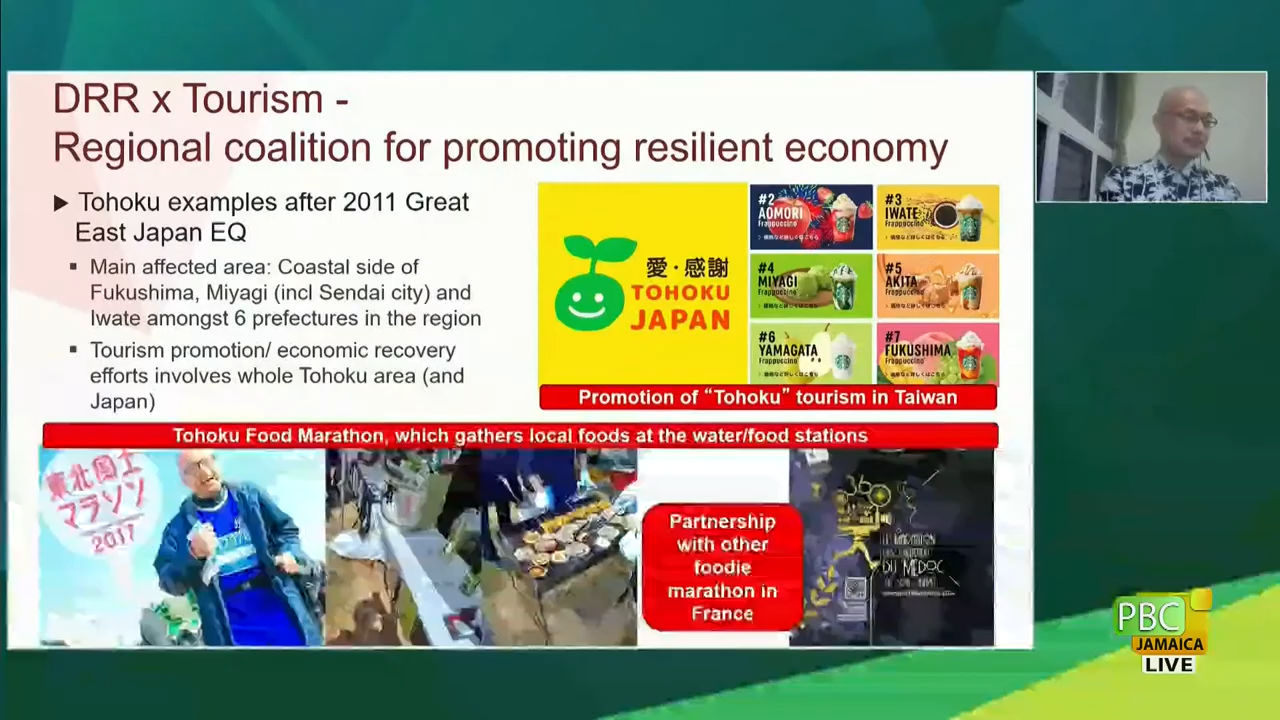 DRR x Tourism -
Regional coalition for promoting resilient economy
Tohoku examples after 2011 Great
East Japan EQ
Main affected area: Coastal side of
Fukushima, Miyagi (incl Sendai city) and
Iwate amongst 6 prefectures in the region
Tourism promotion/ economic recovery
efforts involves whole Tohoku area (and
Japan)
愛・感謝
TOHOKU
JAPAN
#2
AOMORI
Frappuccino
#3
IWATE
Frappuccino
#4
MIYAGI
Frappuccino
#5
AKITA
Frappuccino
#6
YAMAGATA
Frappuccino
#7
FUKUSHIMA
Frappuccino
Promotion of “Tohoku” tourism in Taiwan
Tohoku Food Marathon, which gathers local foods at the water/food stations
東北国土
マラソン
2017
Partnership
with other
foodie
marathon in
France
360
DU MEDOC
PBC
JAMAICA
LIVE